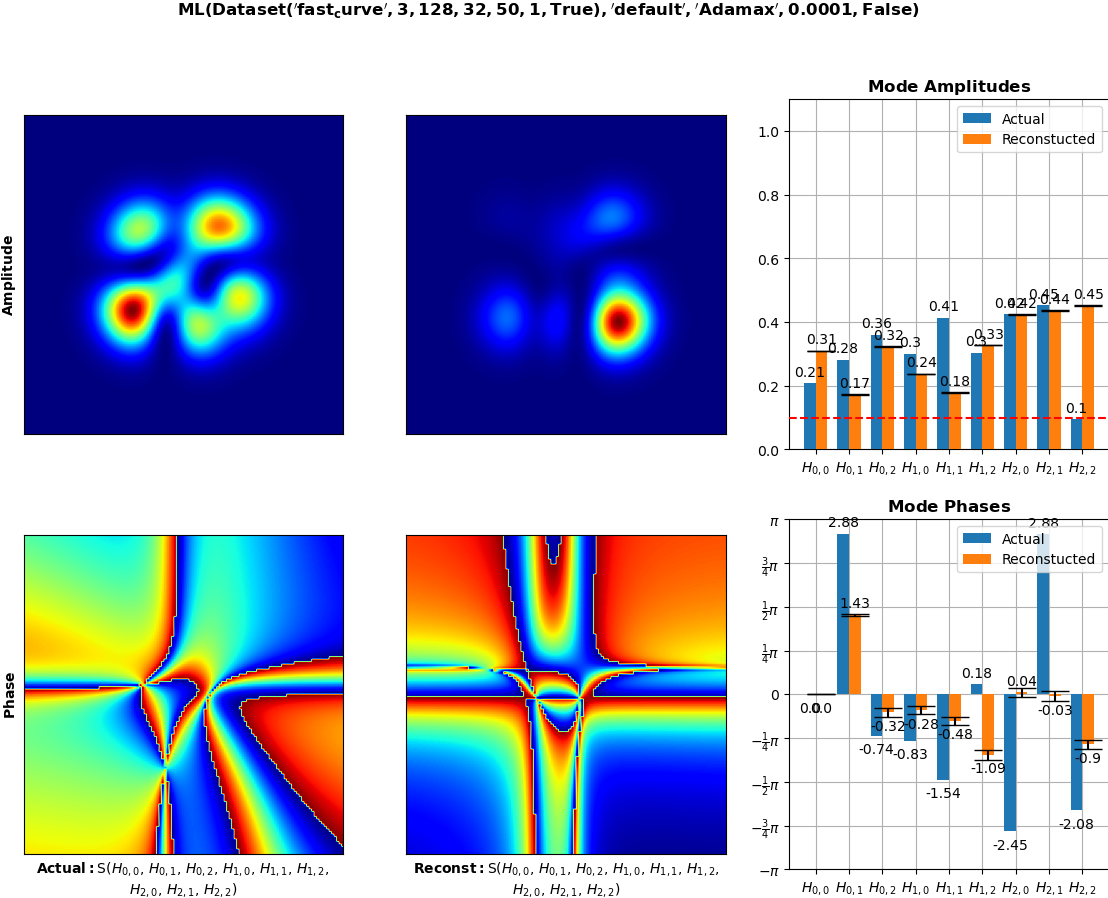 ML(Dataset('fast_curve', 3, 128, 32, 50, 1, True), 'default', 'Adamax', 0.0001, False)
Amplitude
Mode Amplitudes
Actual
Reconstucted
1.0
0.8
0.6
0.4
0.2
0.0
0.21 0.28 0.36 0.3 0.41 0.3 0.42 0.45 0.1
0.31 0.17 0.32 0.24 0.18 0.33 0.42 0.44 0.45
H0,0 H0,1 H0,2 H1,0 H1,1 H1,2 H2,0 H2,1 H2,2
Phase
Mode Phases
Actual
Reconstucted
π
3/4π
1/2π
1/4π
0
−1/4π
−1/2π
−3/4π
−π
0.0 2.88 -0.74 -0.83 -1.54 0.18 -2.45 2.88 -2.08
0.0 1.43 -0.32 -0.28 -0.48 -1.09 0.04 -0.03 -0.9
H0,0 H0,1 H0,2 H1,0 H1,1 H1,2 H2,0 H2,1 H2,2
Actual: S(H0,0, H0,1, H0,2, H1,0, H1,1, H1,2,
H2,0, H2,1, H2,2)
Reconst: S(H0,0, H0,1, H0,2, H1,0, H1,1, H1,2,
H2,0, H2,1, H2,2)